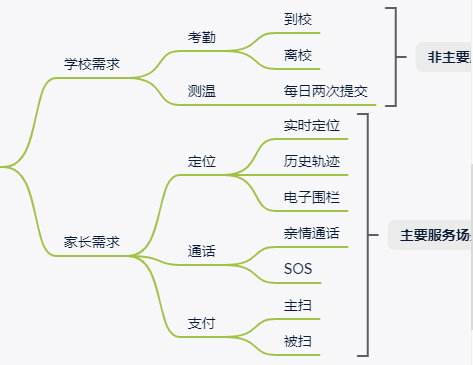 学校需求
考勤
到校
离校
测温
每日两次提交
非主要
家长需求
定位
实时定位
历史轨迹
电子围栏
通话
亲情通话
SOS
支付
主扫
被扫
主要服务场